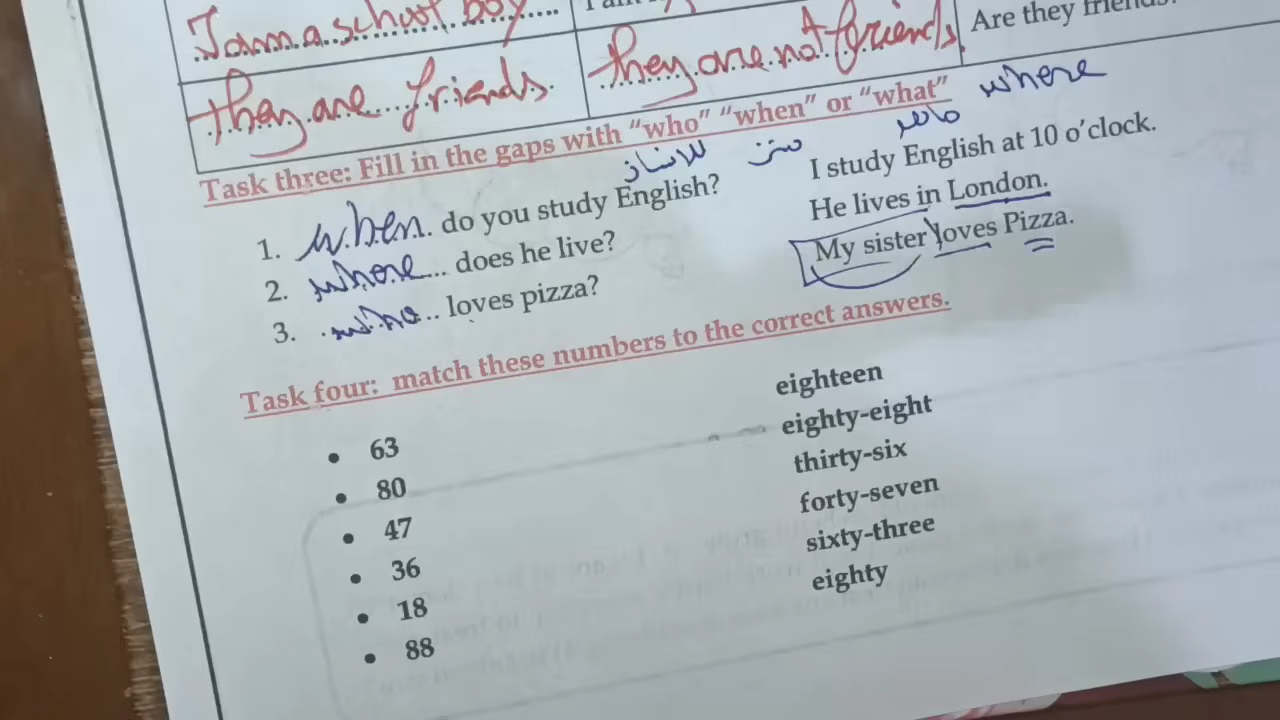 I am a school boy
I am
they are friends
they are not friends.
Are they friends?
Task three: Fill in the gaps with "who" "when" or "what" where
للانسان متى
1. when do you study English? I study English at 10 o'clock.
2. where does he live? He lives in London.
3. who loves pizza? My sister loves Pizza.
Task four: match these numbers to the correct answers.
• 63 eighteen
• 80 eighty-eight
• 47 thirty-six
• 36 forty-seven
• 18 sixty-three
• 88 eighty